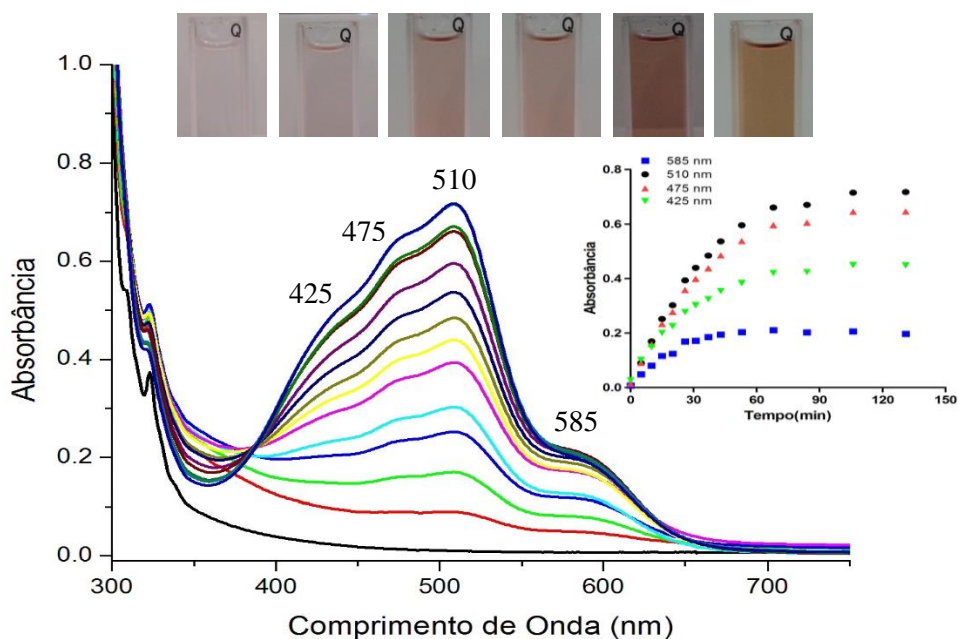 Q Q Q Q Q Q
1.0
0.8
0.6
0.4
0.2
0.0
Absorbância
300 400 500 600 700
Comprimento de Onda (nm)
425
475
510
585
585 nm
510 nm
475 nm
425 nm
0.8
0.6
0.4
0.2
0.0
Absorbância
0 30 60 90 120 150
Tempo(min)